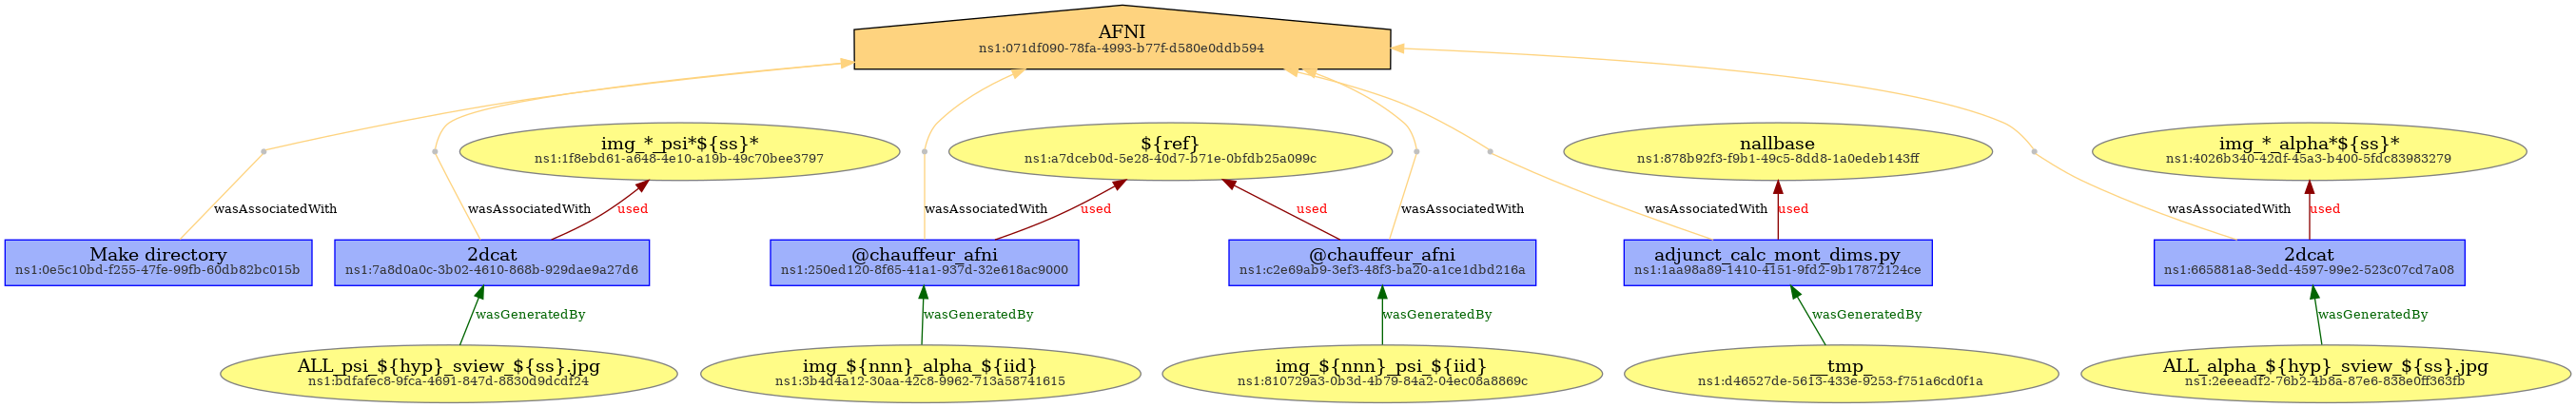 AFNI
ns1:071df090-78fa-4993-b77f-d580e0ddb594
img_*_psi*${ss}*
ns1:1f8ebd61-a648-4e10-a19b-49c70bee3797
${ref}
ns1:a7dceb0d-5e28-40d7-b71e-0bfdb25a099c
nallbase
ns1:878b92f3-f9b1-49c5-8dd8-1a0edeb143ff
img_*_alpha*${ss}*
ns1:4026b340-42df-45a3-b400-5fdc83983279
wasAssociatedWith
wasAssociatedWith
used
wasAssociatedWith
used
used
wasAssociatedWith
wasAssociatedWith
used
wasAssociatedWith
used
Make directory
ns1:0e5c10bd-f255-47fe-99fb-60db82bc015b
2dcat
ns1:7a8d0a0c-3b02-4610-868b-929dae9a27d6
@chauffeur_afni
ns1:250ed120-8f65-41a1-937d-32e618ac9000
@chauffeur_afni
ns1:c2e69ab9-3ef3-48f3-ba20-a1ce1dbd216a
adjunct_calc_mont_dims.py
ns1:1aa98a89-1410-4151-9fd2-9b17872124ce
2dcat
ns1:665881a8-3edd-4597-99e2-523c07cd7a08
wasGeneratedBy
wasGeneratedBy
wasGeneratedBy
wasGeneratedBy
wasGeneratedBy
ALL_psi_${hyp}_sview_${ss}.jpg
ns1:bdfafec8-9fca-4691-847d-8830d9dcdf24
img_${nnn}_alpha_${iid}
ns1:3b4d4a12-30aa-42c8-9962-713a58741615
img_${nnn}_psi_${iid}
ns1:810729a3-0b3d-4b79-84a2-04ec08a8869c
__tmp_
ns1:d46527de-5613-433e-9253-f751a6cd0f1a
ALL_alpha_${hyp}_sview_${ss}.jpg
ns1:2eeeadf2-76b2-4b8a-87e6-838e0ff363fb